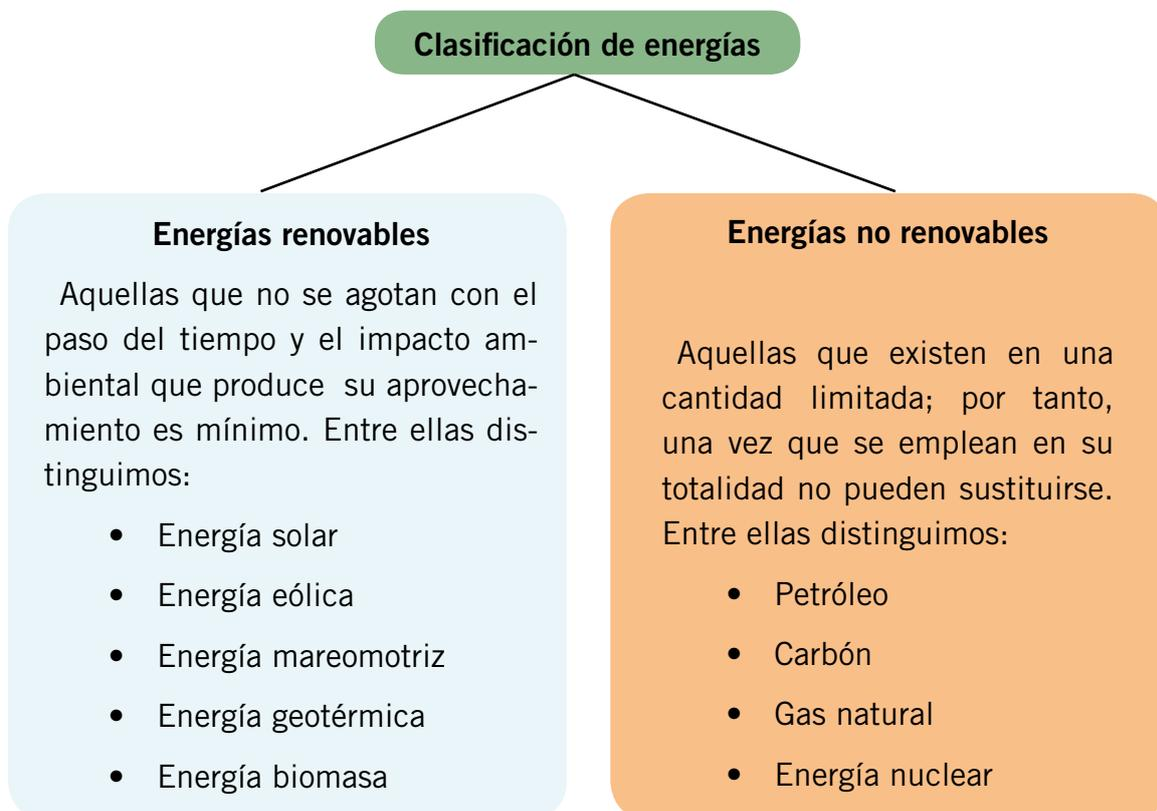 Clasificación de energías
Energías renovables
Aquellas que no se agotan con el
paso del tiempo y el impacto am-
biental que produce su aprovecha-
miento es mínimo. Entre ellas dis-
tinguimos:
• Energía solar
• Energía eólica
• Energía mareomotriz
• Energía geotérmica
• Energía biomasa
Energías no renovables
Aquellas que existen en una
cantidad limitada; por tanto,
una vez que se emplean en su
totalidad no pueden sustituirse.
Entre ellas distinguimos:
• Petróleo
• Carbón
• Gas natural
• Energía nuclear